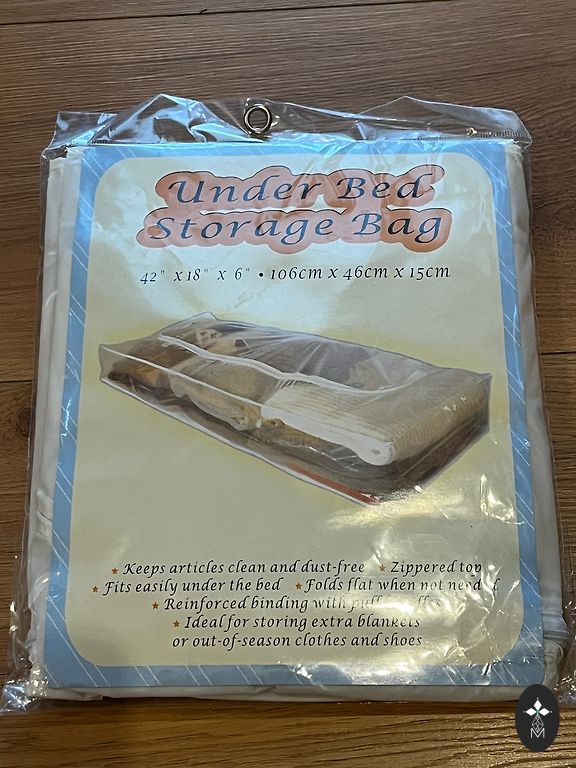 Under Bed
Storage Bag
42" x 18" x 6" • 106cm x 46cm x 15cm
★ Keeps articles clean and dust-free ★ Zippered top
★ Fits easily under the bed ★ Folds flat when not needed
★ Reinforced binding with
★ Ideal for storing extra blankets
or out-of-season clothes and shoes
M